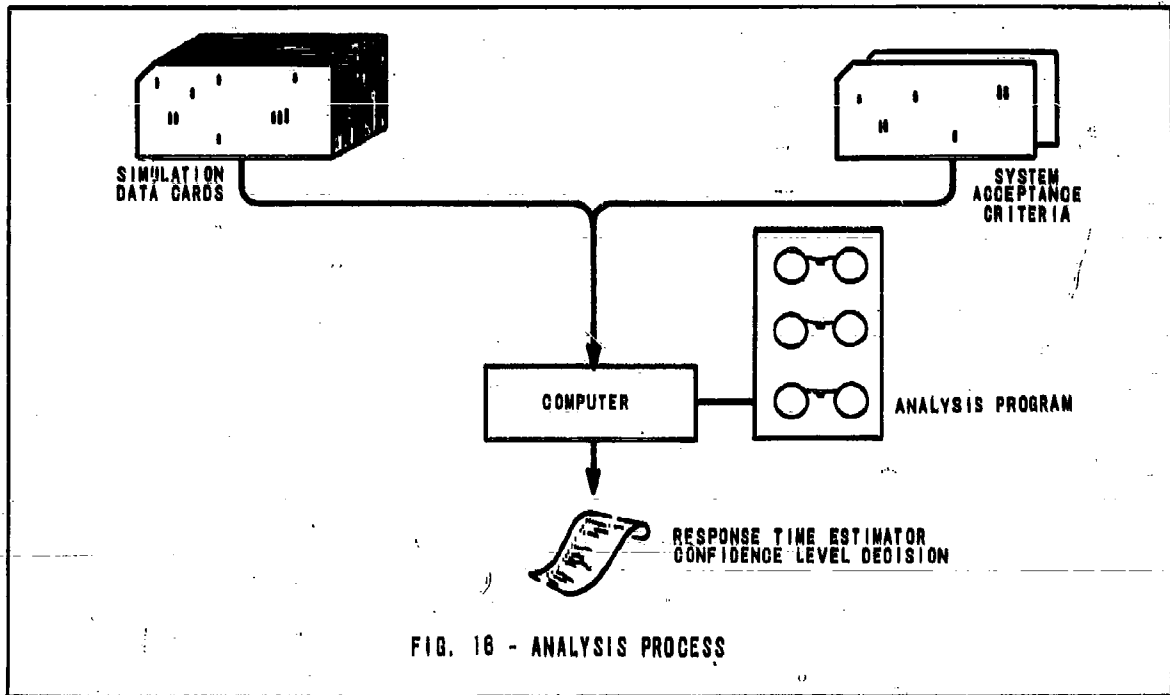 SIMULATION
DATA CARDS
SYSTEM
ACCEPTANCE
CRITERIA
COMPUTER
ANALYSIS PROGRAM
RESPONSE TIME ESTIMATOR
CONFIDENCE LEVEL DECISION
FIG. 16 - ANALYSIS PROCESS